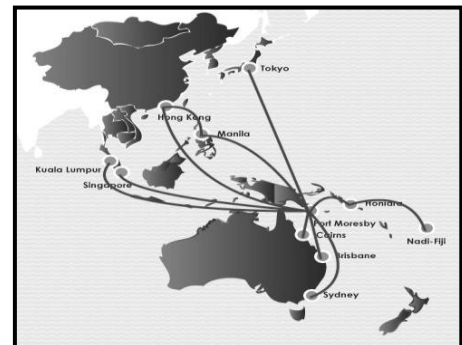 Tokyo
Hong Kong
Manila
Kuala Lumpur
Singapore
Honiara
Port Moresby
Cairns
Nadi-Fiji
Brisbane
Sydney